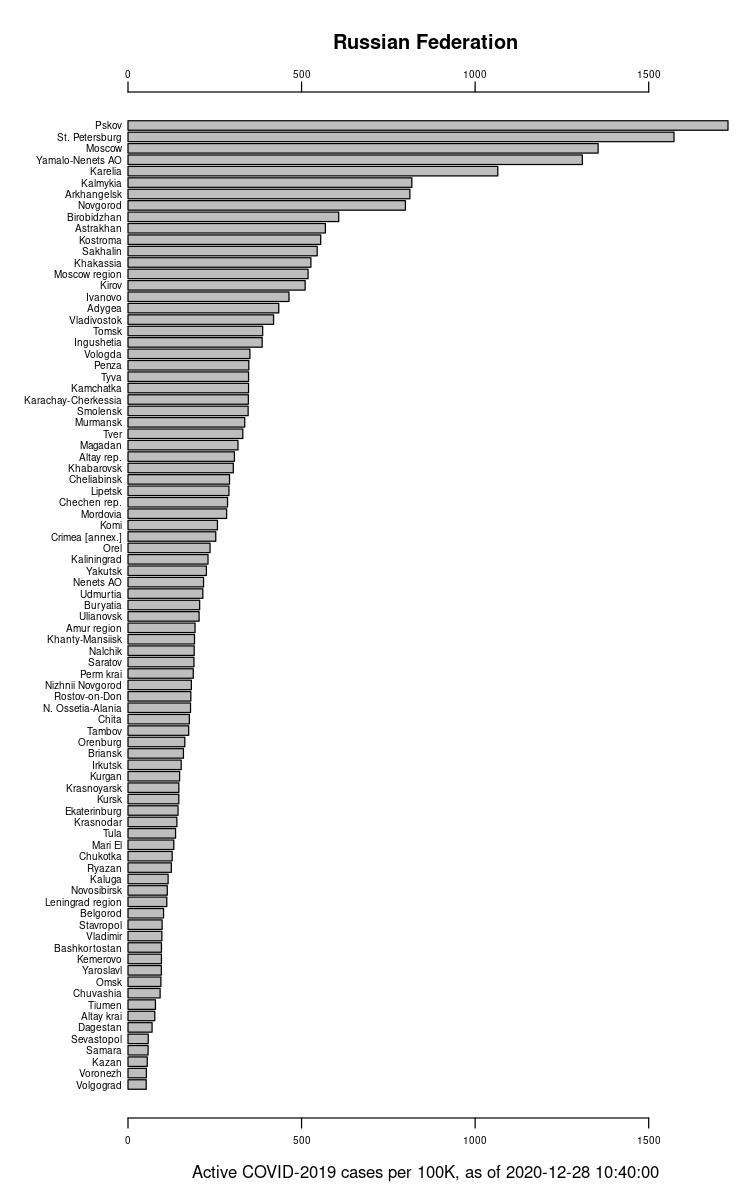 Russian Federation
0 500 1000 1500
Pskov
St. Petersburg
Moscow
Yamalo-Nenets AO
Karelia
Kalmykia
Arkhangelsk
Novgorod
Birobidzhan
Astrakhan
Kostroma
Sakhalin
Khakassia
Moscow region
Kirov
Ivanovo
Adygea
Vladivostok
Tomsk
Ingushetia
Vologda
Penza
Tyva
Kamchatka
Karachay-Cherkessia
Smolensk
Murmansk
Tver
Magadan
Altay rep.
Khabarovsk
Cheliabinsk
Lipetsk
Chechen rep.
Mordovia
Komi
Crimea [annex.]
Orel
Kaliningrad
Yakutsk
Nenets AO
Udmurtia
Buryatia
Ulianovsk
Amur region
Khanty-Mansiisk
Nalchik
Saratov
Perm krai
Nizhnii Novgorod
Rostov-on-Don
N. Ossetia-Alania
Chita
Tambov
Orenburg
Briansk
Irkutsk
Kurgan
Krasnoyarsk
Kursk
Ekaterinburg
Krasnodar
Tula
Mari El
Chukotka
Ryazan
Kaluga
Novosibirsk
Leningrad region
Belgorod
Stavropol
Vladimir
Bashkortostan
Kemerovo
Yaroslavl
Omsk
Chuvashia
Tiumen
Altay krai
Dagestan
Sevastopol
Samara
Kazan
Voronezh
Volgograd
0 500 1000 1500
Active COVID-2019 cases per 100K, as of 2020-12-28 10:40:00